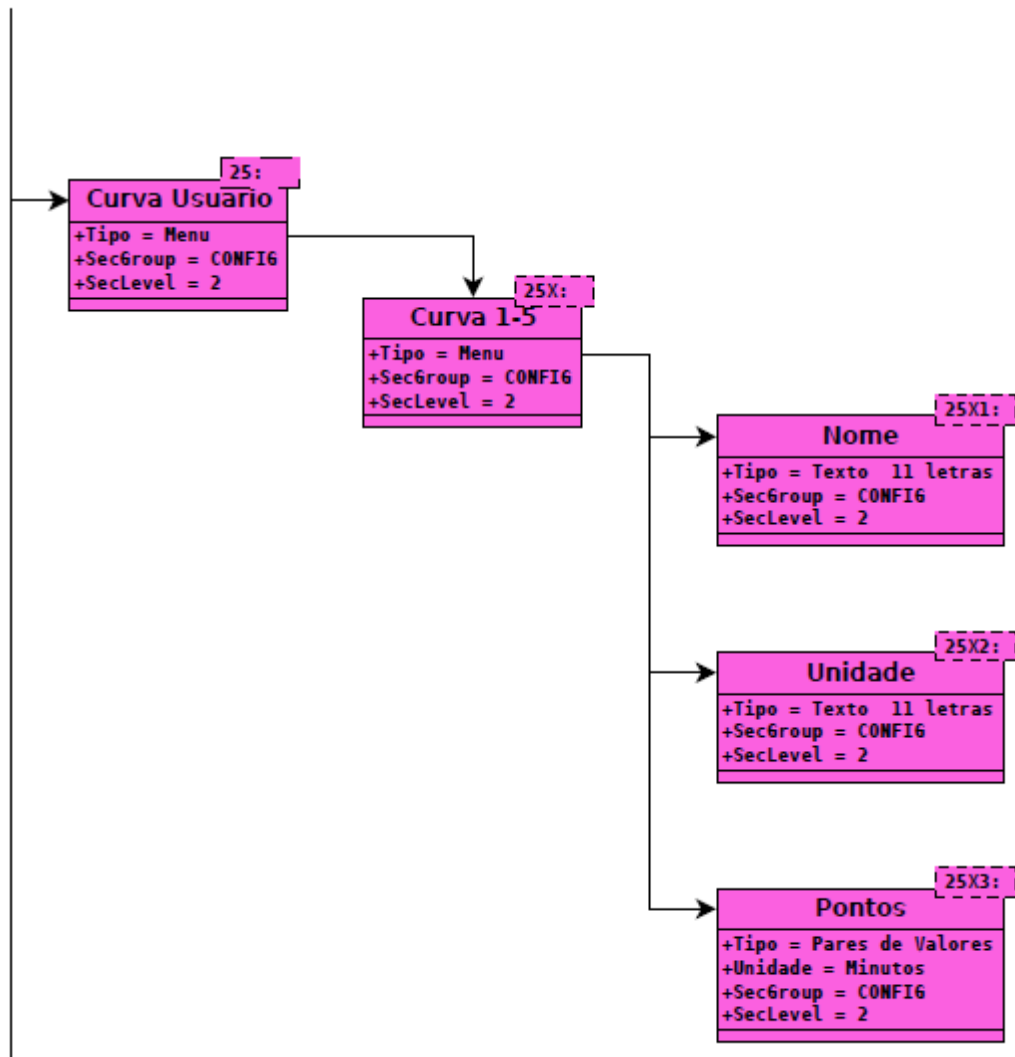 25:
Curva Usuario
+Tipo = Menu
+SecGroup = CONFIG
+SecLevel = 2
25X:
Curva 1-5
+Tipo = Menu
+SecGroup = CONFIG
+SecLevel = 2
25X1:
Nome
+Tipo = Texto  11 letras
+SecGroup = CONFIG
+SecLevel = 2
25X2:
Unidade
+Tipo = Texto  11 letras
+SecGroup = CONFIG
+SecLevel = 2
25X3:
Pontos
+Tipo = Pares de Valores
+Unidade = Minutos
+SecGroup = CONFIG
+SecLevel = 2